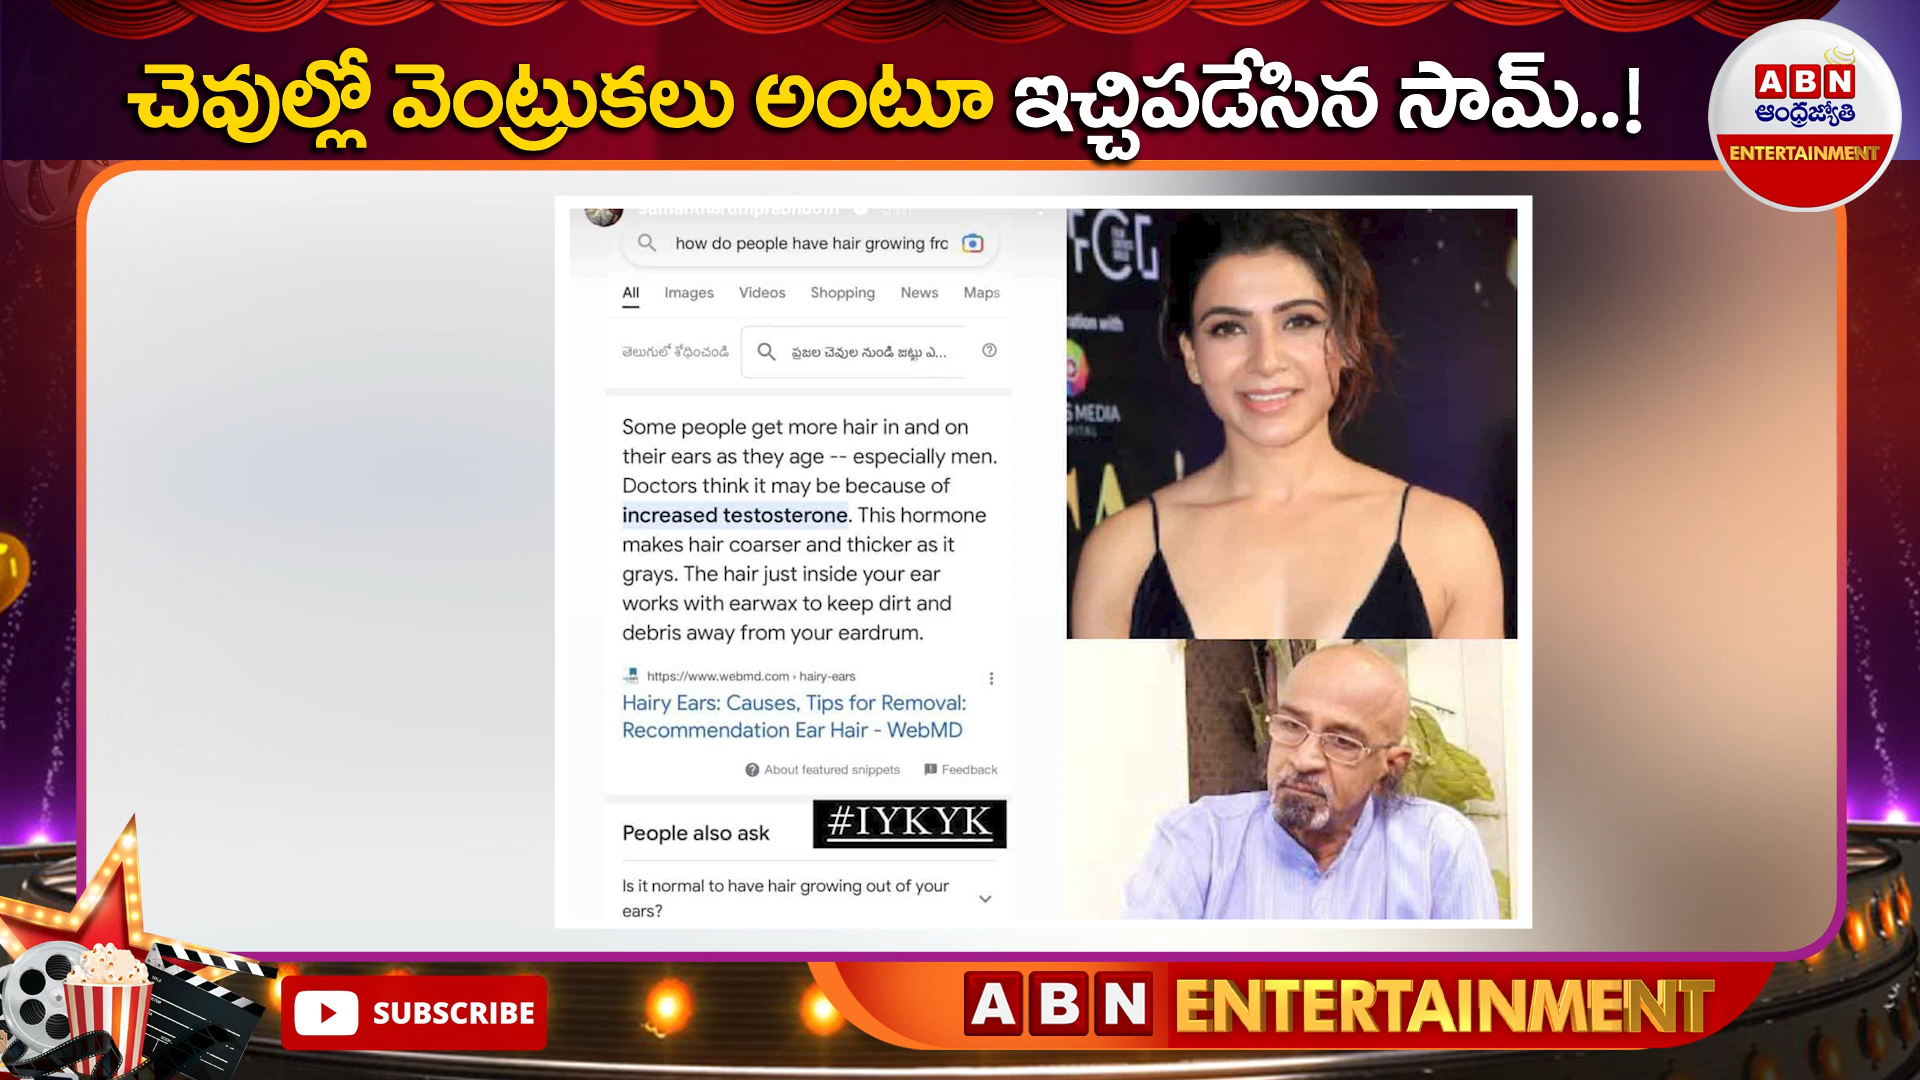 చెవుల్లో వెంట్రుకలు అంటూ ఇచ్చిపడేసిన సామ్..!
ABN
ఆంధ్రజ్యోతి
ENTERTAINMENT
how do people have hair growing frc
All Images Videos Shopping News Maps
తెలుగులో శోధించండి
ప్రజల చెవుల నుండి జట్టు ఎ...
Some people get more hair in and on
their ears as they age -- especially men.
Doctors think it may be because of
increased testosterone. This hormone
makes hair coarser and thicker as it
grays. The hair just inside your ear
works with earwax to keep dirt and
debris away from your eardrum.
https://www.webmd.com › hairy-ears
Hairy Ears: Causes, Tips for Removal:
Recommendation Ear Hair - WebMD
About featured snippets Feedback
People also ask
#IYKYK
Is it normal to have hair growing out of your
ears?
MEDIA
SUBSCRIBE
ABN ENTERTAINMENT